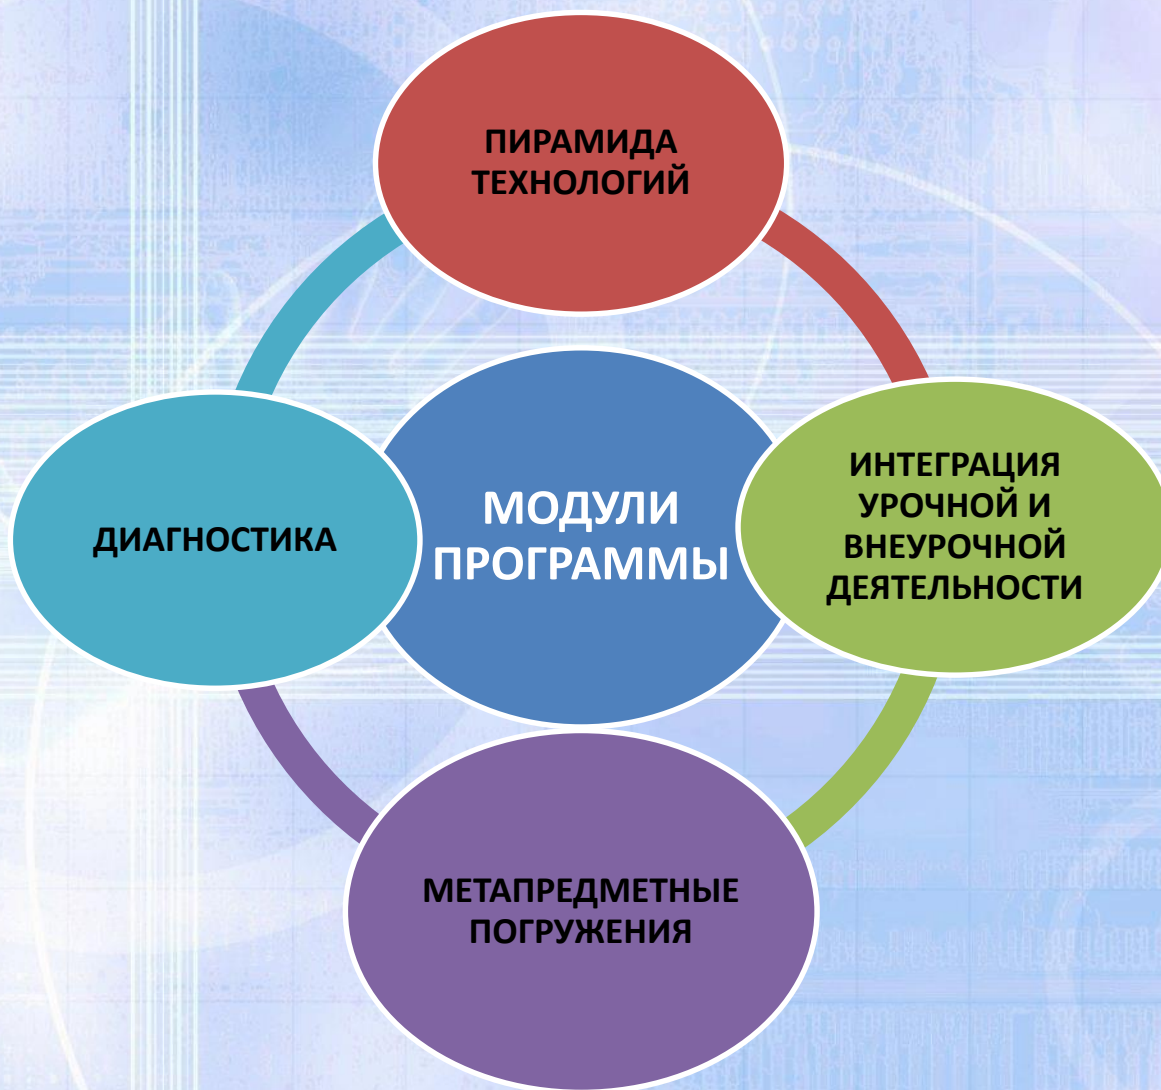 ПИРАМИДА
ТЕХНОЛОГИЙ
ДИАГНОСТИКА
МОДУЛИ
ПРОГРАММЫ
ИНТЕГРАЦИЯ
УРОЧНОЙ И
ВНЕУРОЧНОЙ
ДЕЯТЕЛЬНОСТИ
МЕТАПРЕДМЕТНЫЕ
ПОГРУЖЕНИЯ